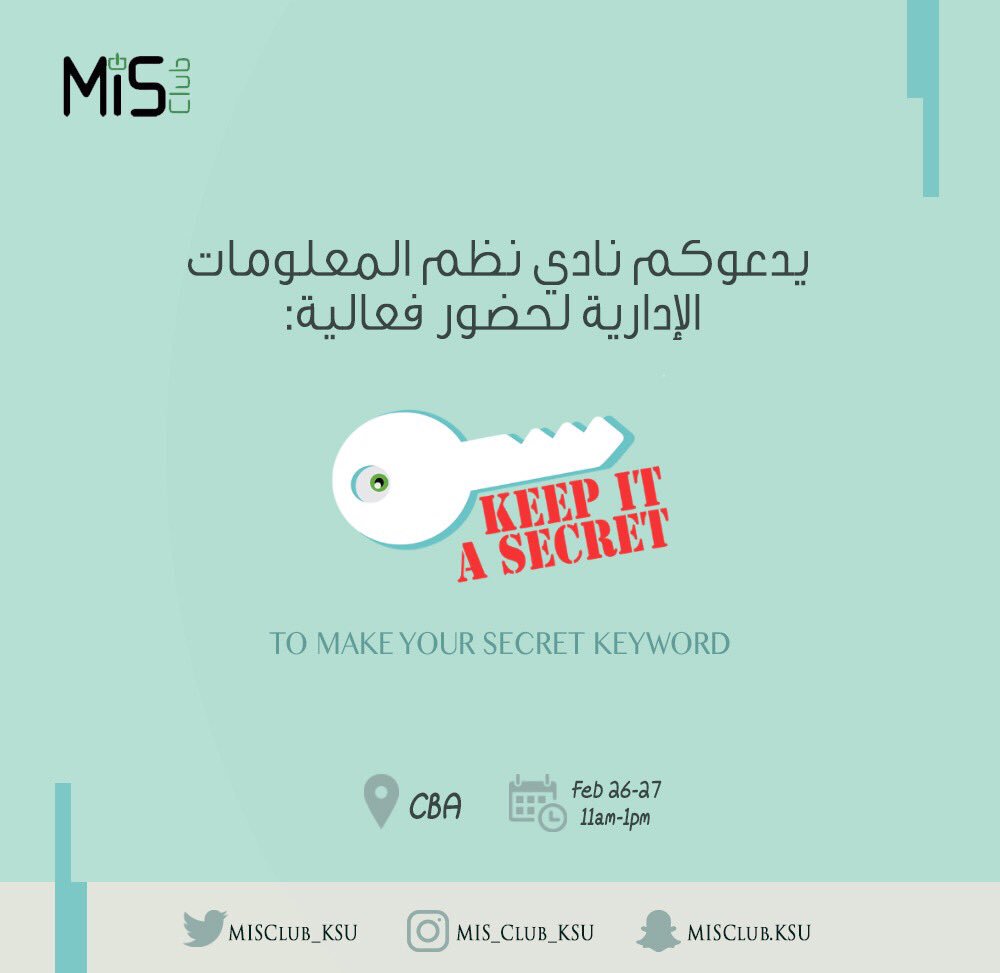 MiS Club
يدعوكم نادي نظم المعلومات
الإدارية لحضور فعالية:
KEEP IT
A SECRET
TO MAKE YOUR SECRET KEYWORD
CBA
Feb 26-27
11am-1pm
MISClub_KSU
MIS_Club_KSU
MISClub.KSU